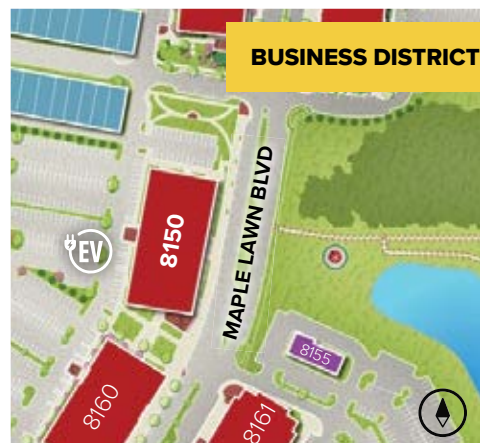 BUSINESS DISTRICT
MAPLE LAWN BLVD
8150
EV
8155
8160
8161